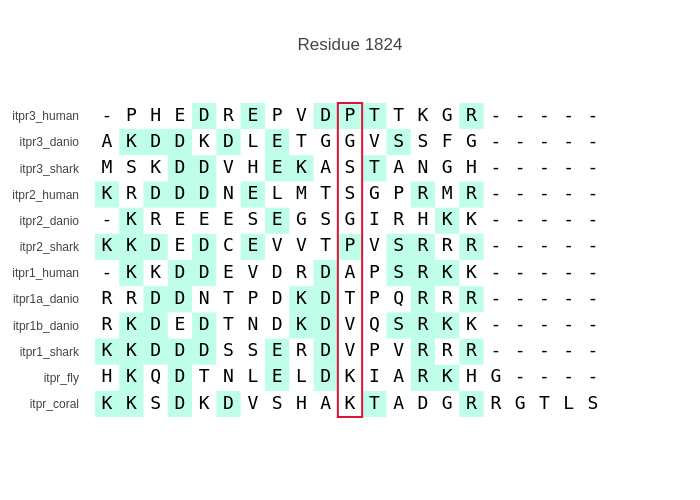 Residue 1824
itpr3_human - P H E D R E P V D P T T K G R - - - - -
itpr3_danio A K D D K D L E T G G V S S F G - - - - -
itpr3_shark M S K D D V H E K A S T A N G H - - - - -
itpr2_human K R D D D N E L M T S G P R M R - - - - -
itpr2_danio - K R E E E S E G S G I R H K K - - - - -
itpr2_shark K K D E D C E V V T P V S R R R - - - - -
itpr1_human - K K D D E V D R D A P S R K K - - - - -
itpr1a_danio R R D D N T P D K D T P Q R R R - - - - -
itpr1b_danio R K D E D T N D K D V Q S R K K - - - - -
itpr1_shark K K D D D S S E R D V P V R R R - - - - -
itpr_fly H K Q D T N L E L D K I A R K H G - - - -
itpr_coral K K S D K D V S H A K T A D G R R G T L S